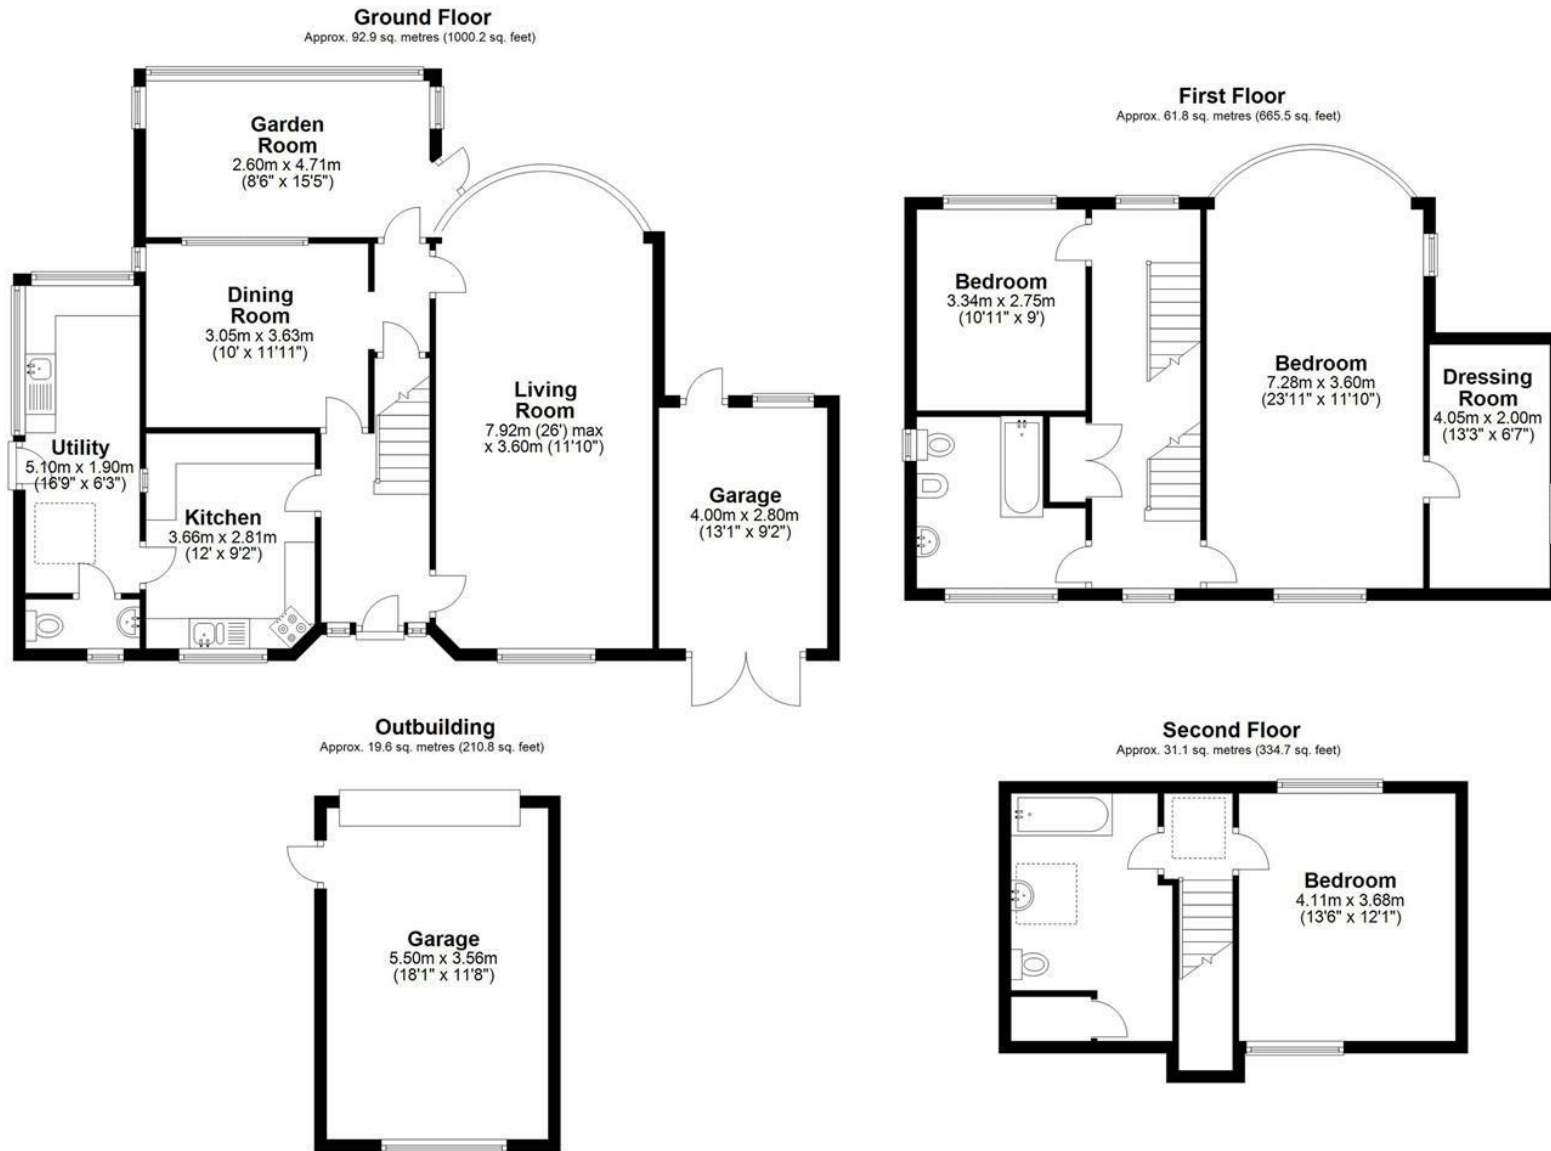 Ground Floor
Approx. 92.9 sq. metres (1000.2 sq. feet)
Garden
Room
2.60m x 4.71m
(8'6" x 15'5")
Dining
Room
3.05m x 3.63m
(10' x 11'11")
Living
Room
7.92m (26') max
x 3.60m (11'10")
Utility
5.10m x 1.90m
(16'9" x 6'3")
Kitchen
3.66m x 2.81m
(12' x 9'2")
Garage
4.00m x 2.80m
(13'1" x 9'2")
First Floor
Approx. 61.8 sq. metres (665.5 sq. feet)
Bedroom
3.34m x 2.75m
(10'11" x 9')
Bedroom
7.28m x 3.60m
(23'11" x 11'10")
Dressing
Room
4.05m x 2.00m
(13'3" x 6'7")
Outbuilding
Approx. 19.6 sq. metres (210.8 sq. feet)
Garage
5.50m x 3.56m
(18'1" x 11'8")
Second Floor
Approx. 31.1 sq. metres (334.7 sq. feet)
Bedroom
4.11m x 3.68m
(13'6" x 12'1")